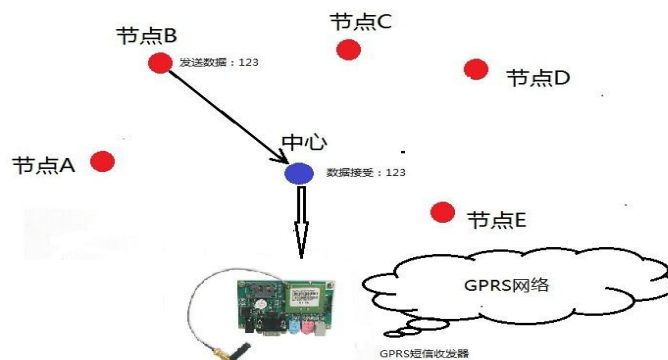 节点B
节点C
发送数据：123
节点D
中心
节点A
数据接受：123
节点E
GPRS网络
GPRS短信收发器